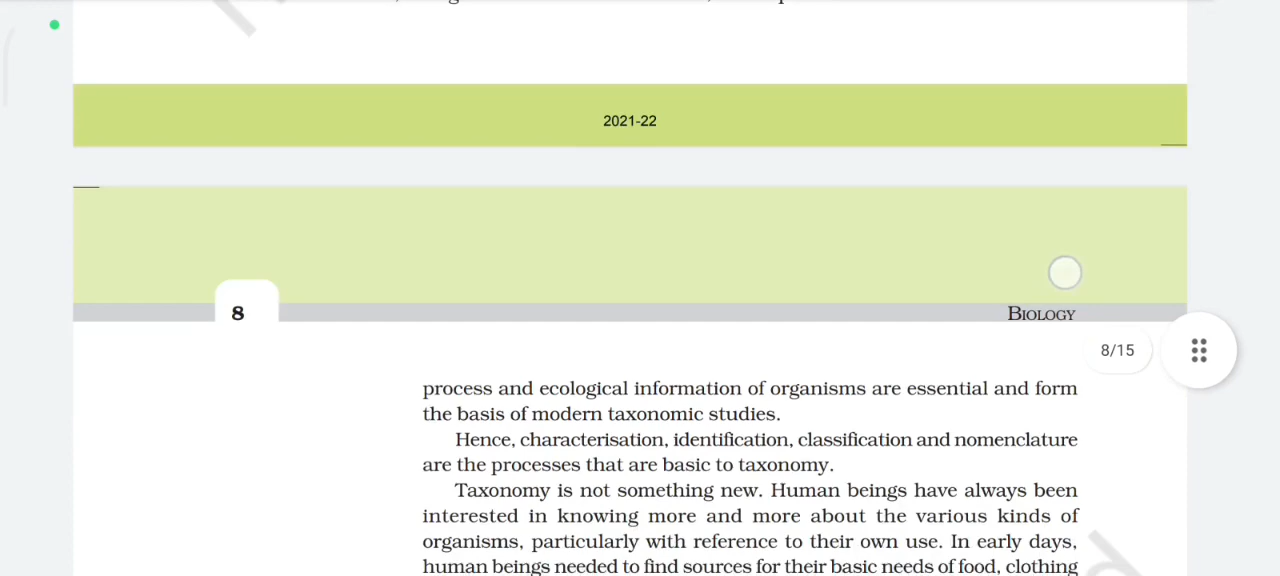 2021-22
8
BIOLOGY
8/15
process and ecological information of organisms are essential and form
the basis of modern taxonomic studies.
Hence, characterisation, identification, classification and nomenclature
are the processes that are basic to taxonomy.
Taxonomy is not something new. Human beings have always been
interested in knowing more and more about the various kinds of
organisms, particularly with reference to their own use. In early days,
human beings needed to find sources for their basic needs of food, clothing